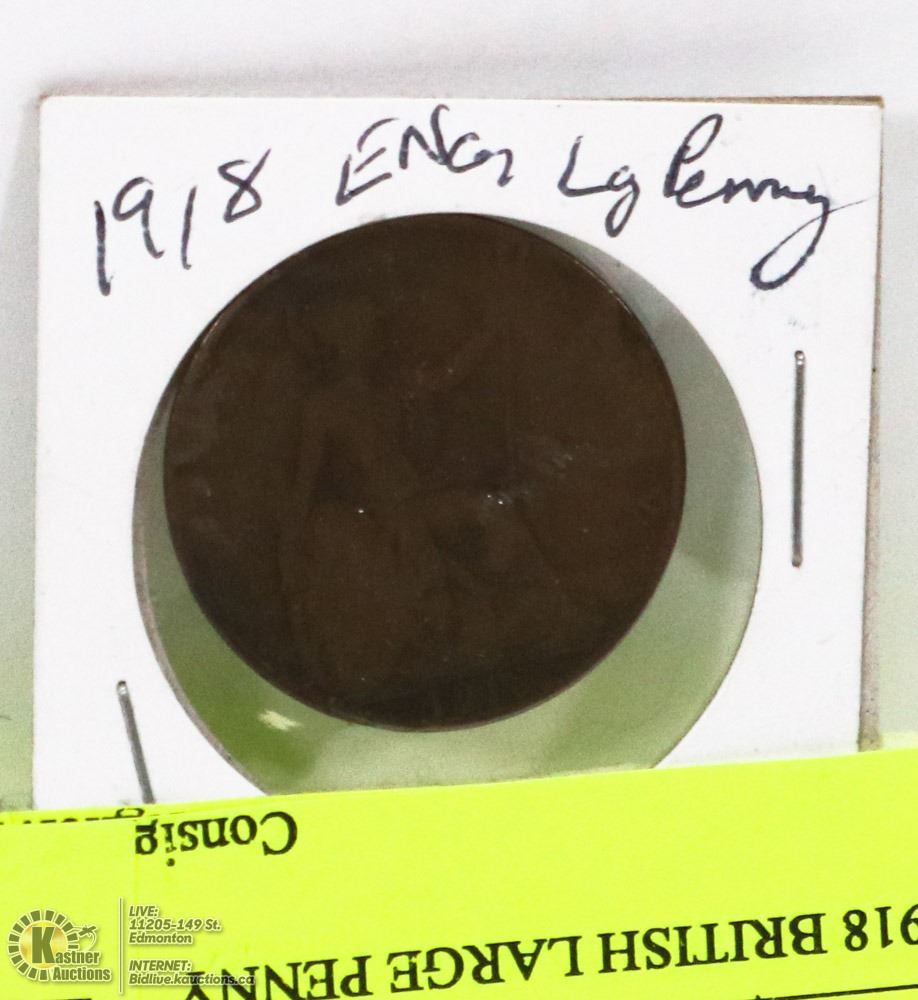 1918 ENG Lg Penny
Consig
918 BRITISH LARGE PENNY
Kastner
Auctions
LIVE:
11205-149 St.
Edmonton
INTERNET:
Bidlive.kauctions.ca